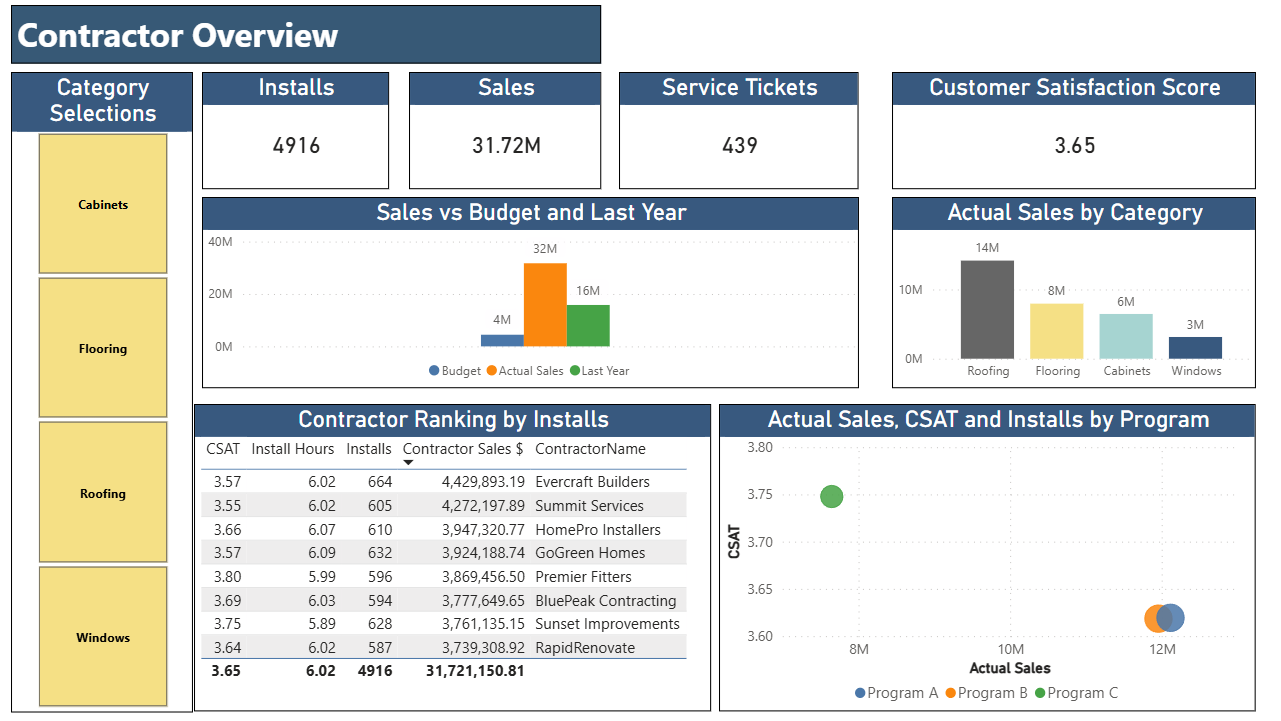 Contractor Overview
Category
Selections
Cabinets
Flooring
Roofing
Windows
Installs
4916
Sales
31.72M
Service Tickets
439
Customer Satisfaction Score
3.65
Sales vs Budget and Last Year
40M
20M
0M
4M
32M
16M
Budget Actual Sales Last Year
Actual Sales by Category
10M
0M
14M
8M
6M
3M
Roofing Flooring Cabinets Windows
Contractor Ranking by Installs
CSAT Install Hours Installs Contractor Sales $ ContractorName
3.57 6.02 664 4,429,893.19 Evercraft Builders
3.55 6.02 605 4,272,197.89 Summit Services
3.66 6.07 610 3,947,320.77 HomePro Installers
3.57 6.09 632 3,924,188.74 GoGreen Homes
3.80 5.99 596 3,869,456.50 Premier Fitters
3.69 6.03 594 3,777,649.65 BluePeak Contracting
3.75 5.89 628 3,761,135.15 Sunset Improvements
3.64 6.02 587 3,739,308.92 RapidRenovate
3.65 6.02 4916 31,721,150.81
Actual Sales, CSAT and Installs by Program
CSAT
3.80
3.75
3.70
3.65
3.60
8M 10M 12M
Actual Sales
Program A Program B Program C